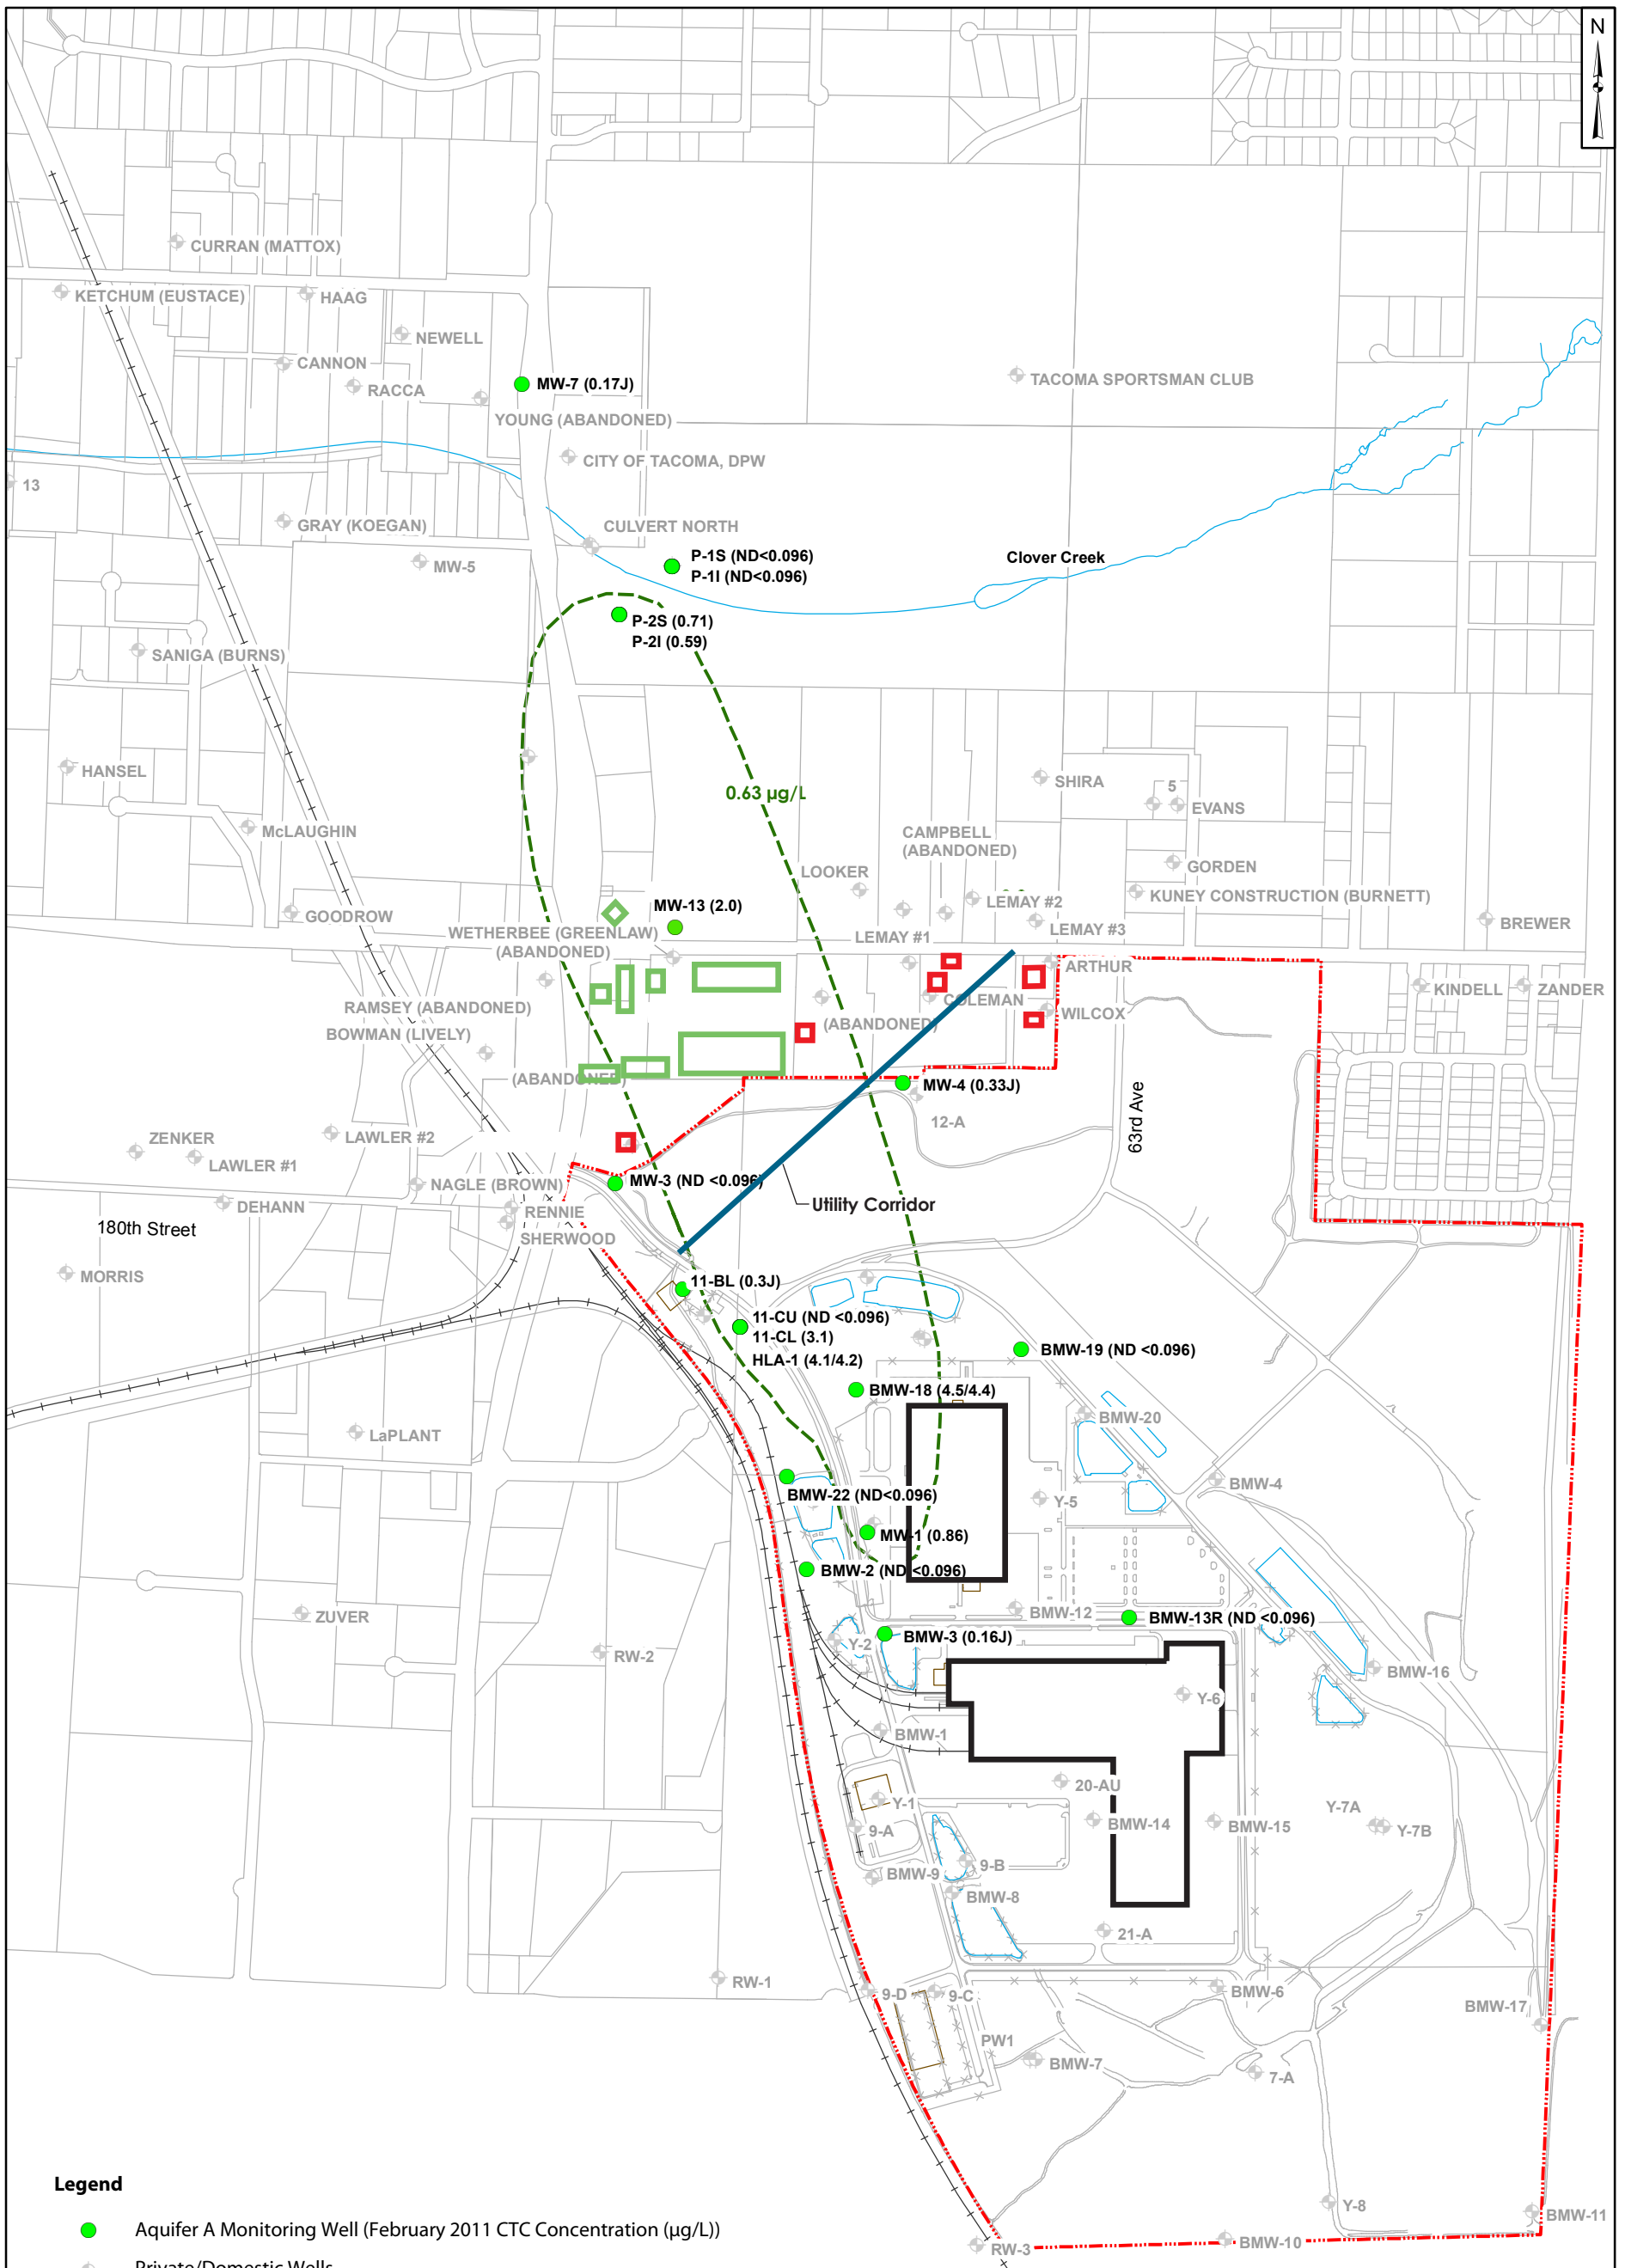 N
CURRAN (MATTOX)
KETCHUM (EUSTACE)
HAAG
NEWELL
CANNON
RACCA
MW-7 (0.17J)
TACOMA SPORTSMAN CLUB
YOUNG (ABANDONED)
CITY OF TACOMA, DPW
13
GRAY (KOEGAN)
CULVERT NORTH
MW-5
P-1S (ND<0.096)
P-1I (ND<0.096)
Clover Creek
P-2S (0.71)
P-2I (0.59)
SANIGA (BURNS)
HANSEL
SHIRA
5
EVANS
0.63 µg/L
McLAUGHIN
CAMPBELL
(ABANDONED)
LOOKER
GORDEN
KUNEY CONSTRUCTION (BURNETT)
LEMAY #2
GOODROW
MW-13 (2.0)
BREWER
LEMAY #3
WETHERBEE (GREENLAW)
(ABANDONED)
LEMAY #1
ARTHUR
KINDELL
ZANDER
COLEMAN
RAMSEY (ABANDONED)
WILCOX
(ABANDONED)
BOWMAN (LIVELY)
(ABANDONED)
MW-4 (0.33J)
12-A
63rd Ave
ZENKER
LAWLER #2
LAWLER #1
NAGLE (BROWN)
MW-3 (ND <0.096)
DEHANN
RENNIE
Utility Corridor
180th Street
SHERWOOD
MORRIS
11-BL (0.3J)
11-CU (ND <0.096)
11-CL (3.1)
HLA-1 (4.1/4.2)
BMW-19 (ND <0.096)
BMW-18 (4.5/4.4)
BMW-20
LaPLANT
BMW-4
BMW-22 (ND<0.096)
Y-5
MW-1 (0.86)
BMW-2 (ND <0.096)
ZUVER
BMW-12
BMW-13R (ND <0.096)
BMW-3 (0.16J)
Y-2
RW-2
BMW-16
Y-6
BMW-1
20-AU
Y-1
BMW-14
BMW-15
Y-7A
Y-7B
9-A
9-B
BMW-9
BMW-8
21-A
RW-1
9-D
9-C
BMW-6
BMW-17
PW1
BMW-7
7-A
Legend
Y-8
BMW-11
Aquifer A Monitoring Well (February 2011 CTC Concentration (µg/L))
BMW-10
RW-3
Private/Domestic Wells